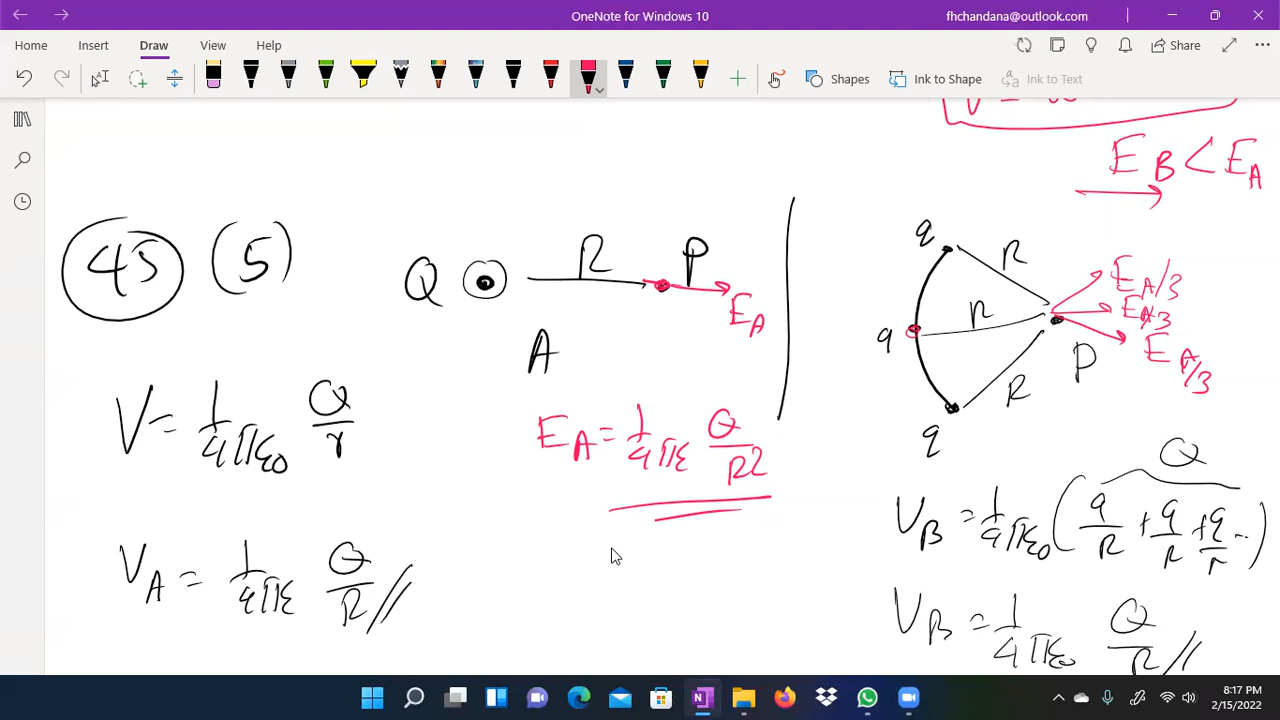 OneNote for Windows 10
fhchandana@outlook.com
Home Insert Draw View Help
Share
Shapes
Ink to Shape
Ink to Text
E_B < E_A
45 (5)
Q R P
E_A
A
V = 1/4πε₀ Q/r
E_A = 1/4πε Q/R²
V_A = 1/4πε Q/R //
q R
q R
q R
P
E_A/3
E_A/3
E_A/3
Q
V_B = 1/4πε₀ (q/R + q/R + q/r ...)
V_B = 1/4πε₀ Q/R //
8:17 PM
2/15/2022